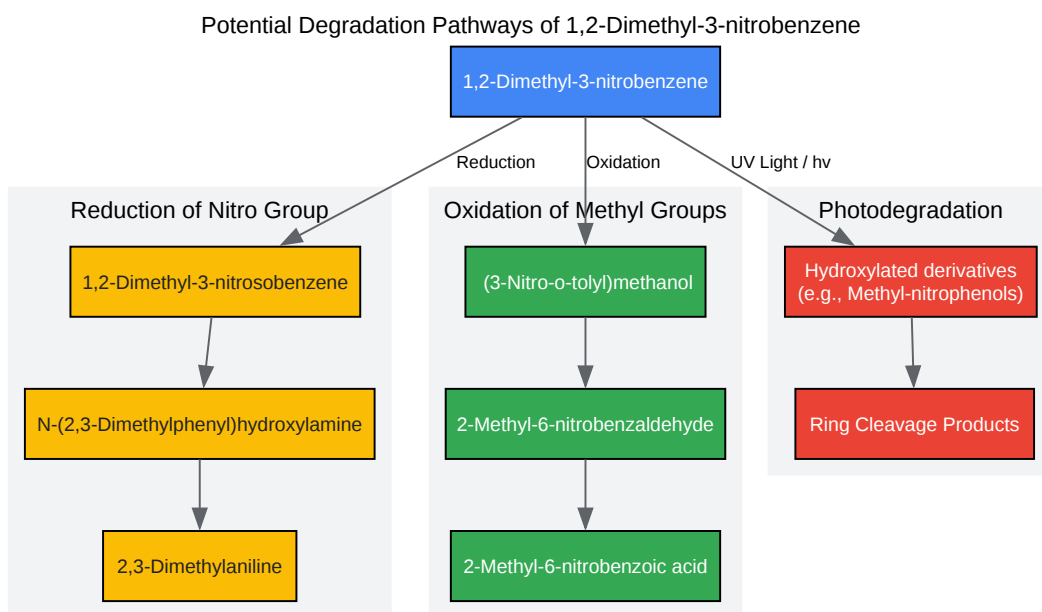 Potential Degradation Pathways of 1,2-Dimethyl-3-nitrobenzene
1,2-Dimethyl-3-nitrobenzene
Reduction
Oxidation
UV Light / hv
Reduction of Nitro Group
Oxidation of Methyl Groups
Photodegradation
1,2-Dimethyl-3-nitrosobenzene
(3-Nitro-o-tolyl)methanol
Hydroxylated derivatives
(e.g., Methyl-nitrophenols)
N-(2,3-Dimethylphenyl)hydroxylamine
2-Methyl-6-nitrobenzaldehyde
Ring Cleavage Products
2,3-Dimethylaniline
2-Methyl-6-nitrobenzoic acid